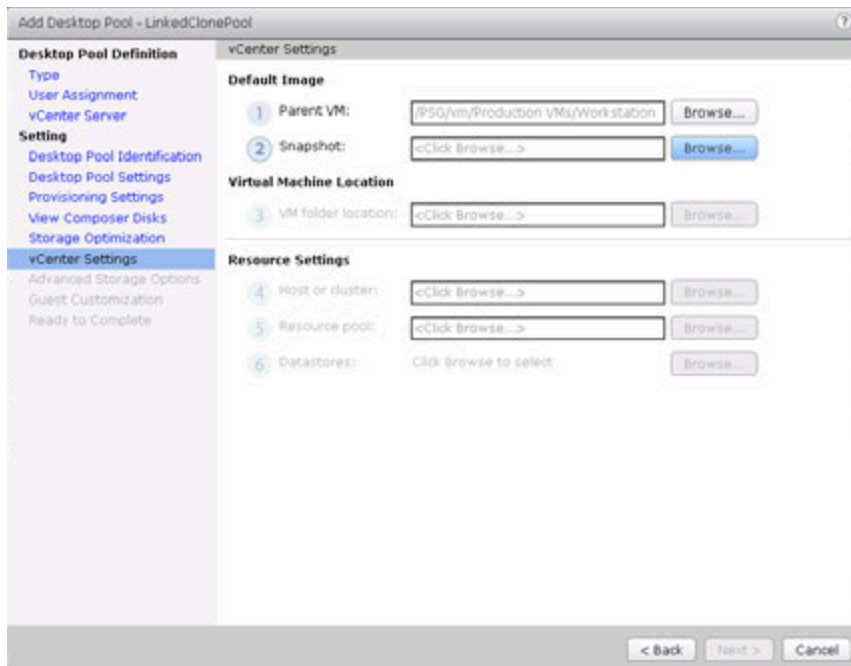 Add Desktop Pool - LinkedClonePool
?
Desktop Pool Definition
Type
User Assignment
vCenter Server
Setting
Desktop Pool Identification
Desktop Pool Settings
Provisioning Settings
View Composer Disks
Storage Optimization
vCenter Settings
Advanced Storage Options
Guest Customization
Ready to Complete
vCenter Settings
Default Image
1 Parent VM: /PSG/vm/Production VMs/Workstation Browse...
2 Snapshot: <Click Browse...> Browse...
Virtual Machine Location
3 VM folder location: <Click Browse...> Browse...
Resource Settings
4 Host or cluster: <Click Browse...> Browse...
5 Resource pool: <Click Browse...> Browse...
6 Datastores: Click Browse to select Browse...
< Back Next > Cancel